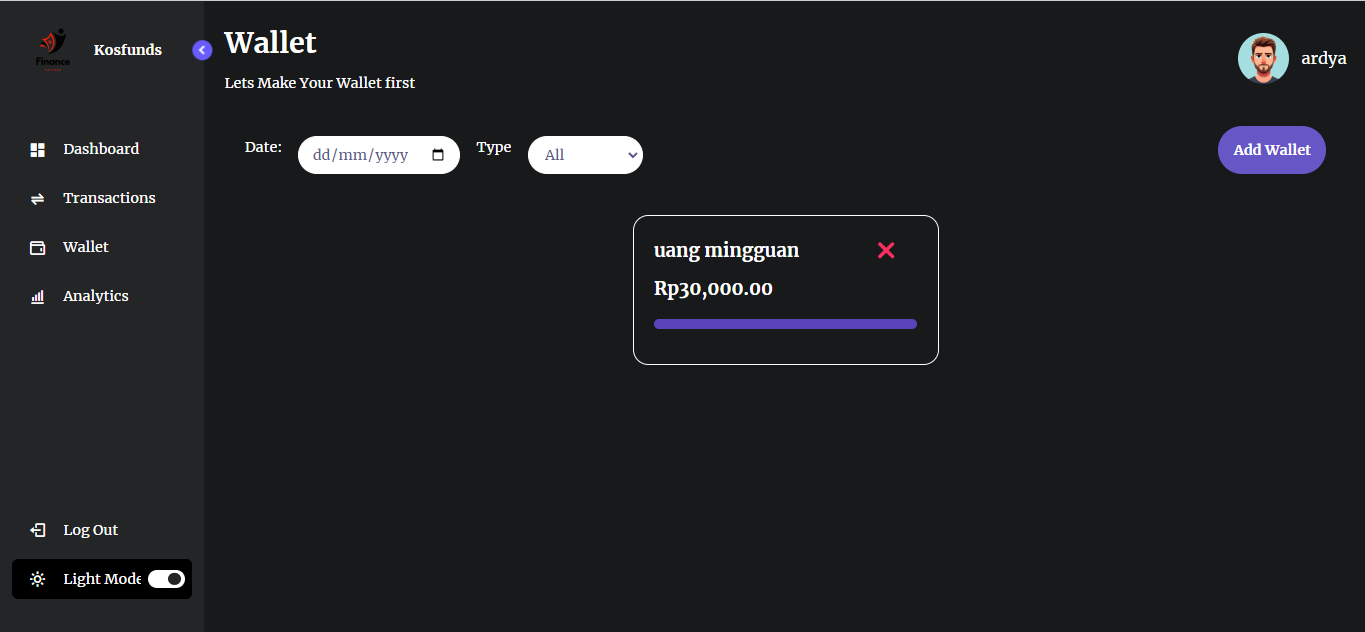 Finance
Kosfunds
Dashboard
Transactions
Wallet
Analytics
Log Out
Light Mode
Wallet
Lets Make Your Wallet first
ardya
Date: dd/mm/yyyy Type All
Add Wallet
uang mingguan
Rp30,000.00